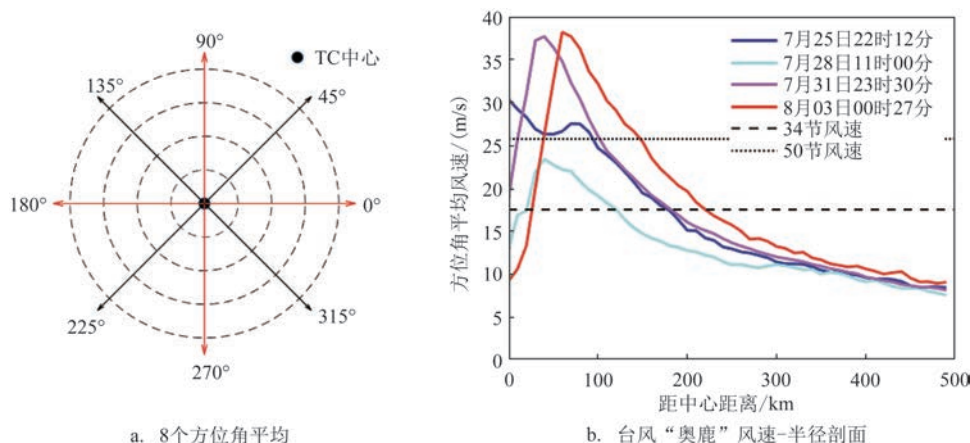 90°
TC中心
135°
45°
180°
0°
225°
315°
270°
a. 8个方位角平均
40
35
30
25
20
15
10
5
0
方位角平均风速/(m/s)
7月25日22时12分
7月28日11时00分
7月31日23时30分
8月03日00时27分
34节风速
50节风速
0 100 200 300 400 500
距中心距离/km
b. 台风“奥鹿”风速-半径剖面